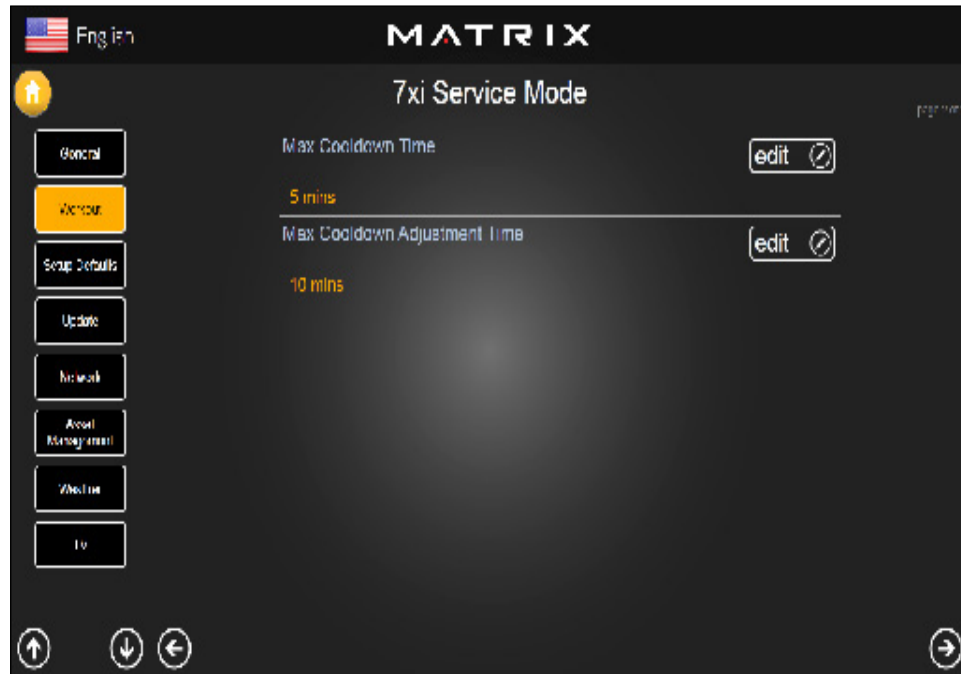 English
MATRIX
7xi Service Mode
General
Workout
Setup Defaults
Update
Network
Asset
Management
Weather
TV
Max Cooldown Time
edit
5 mins
Max Cooldown Adjustment Time
edit
10 mins